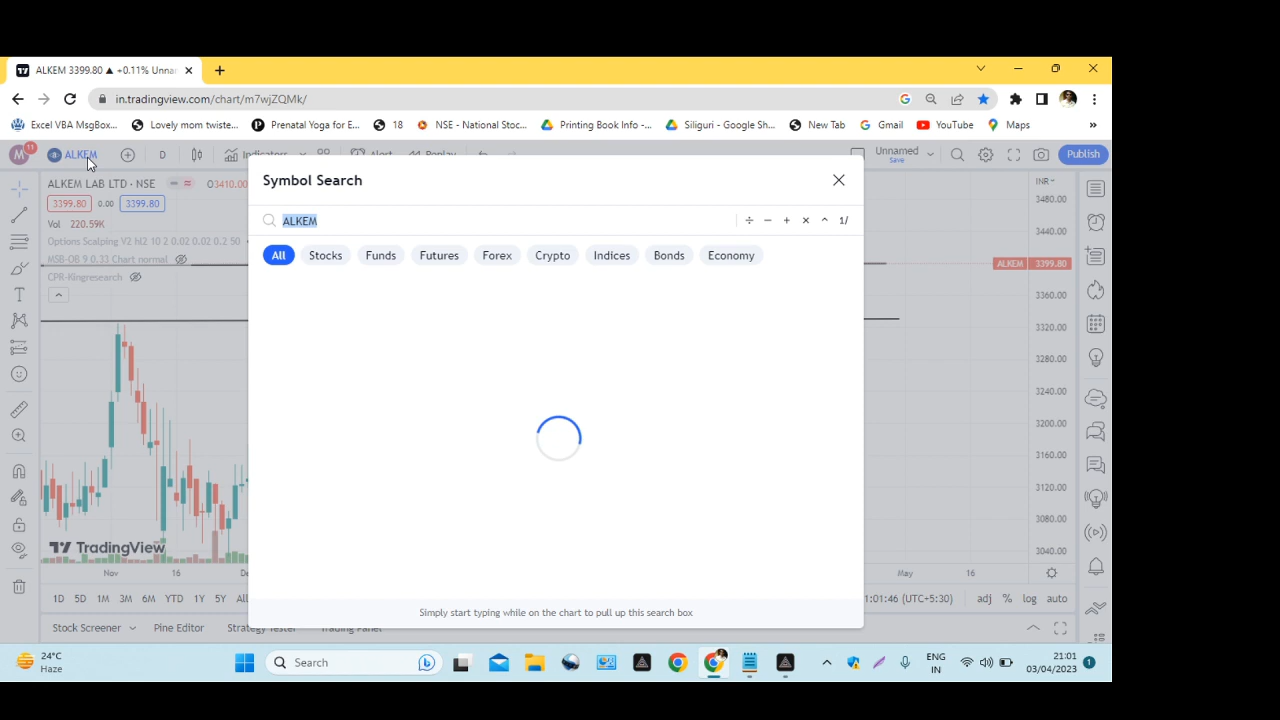 ALKEM 3399.80 ▲ +0.11% Unna
in.tradingview.com/chart/m7wjZQMk/
Excel VBA MsgBox...
Lovely mom twiste...
Prenatal Yoga for E...
18
NSE - National Stoc...
Printing Book Info -...
Siliguri - Google Sh...
New Tab
Gmail
YouTube
Maps
»
M 11
ALKEM
D
Indicators
Alert
Replay
Unnamed
Save
Publish
ALKEM LAB LTD · NSE
O3410.00
3399.80 0.00 3399.80
Vol 220.59K
Options Scalping V2 hl2 10 2 0.02 0.02 0.2 50
MSB-OB 9 0.33 Chart normal
CPR-Kingresearch
Symbol Search
ALKEM
÷ − + × ^ 1/
All
Stocks
Funds
Futures
Forex
Crypto
Indices
Bonds
Economy
Simply start typing while on the chart to pull up this search box
INR
3480.00
3440.00
ALKEM 3399.80
3360.00
3320.00
3280.00
3240.00
3200.00
3160.00
3120.00
3080.00
3040.00
TradingView
Nov
16
De
May
16
1D 5D 1M 3M 6M YTD 1Y 5Y All
1:01:46 (UTC+5:30)
adj % log auto
Stock Screener
Pine Editor
Strategy Tester
Trading Panel
24°C
Haze
Search
ENG
IN
21:01
03/04/2023
1